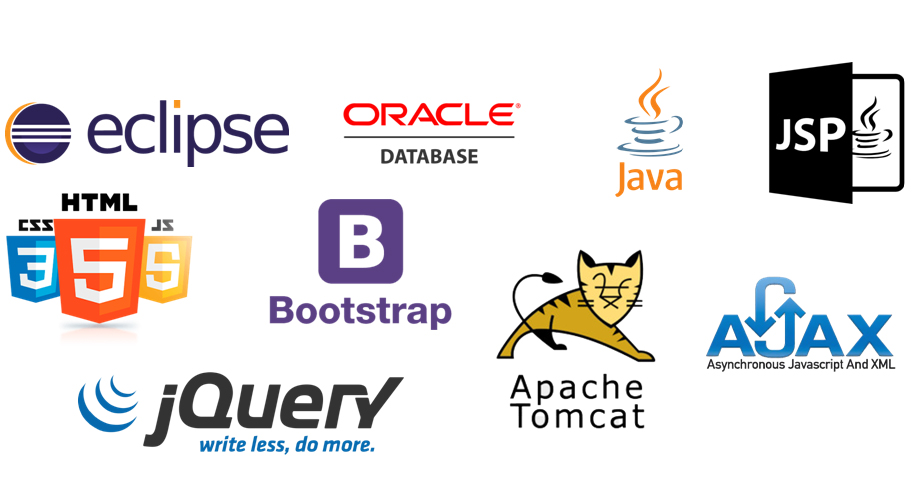 eclipse
ORACLE®
DATABASE
Java
JSP
HTML
CSS
JS
3
5
5
B
Bootstrap
Apache
Tomcat
AJAX
Asynchronous Javascript And XML
jQuery
write less, do more.